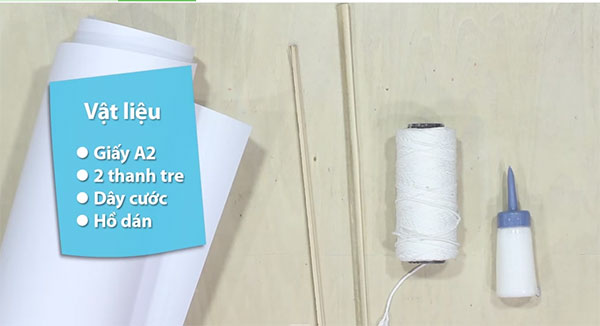 Vật liệu
● Giấy A2
● 2 thanh tre
● Dây cước
● Hồ dán